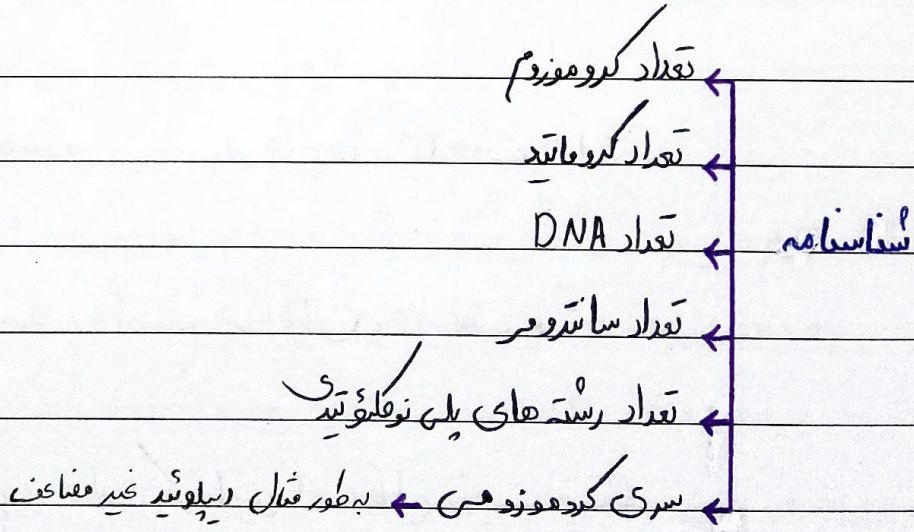 تعداد کروموزوم
تعداد کروماتید
شناسنامه
تعداد DNA
تعداد سانترومر
تعداد رشته های پلی نوکلئوتیدی
سری کروموزومی ← به طور مثال دیپلوئید غیر مضاعف